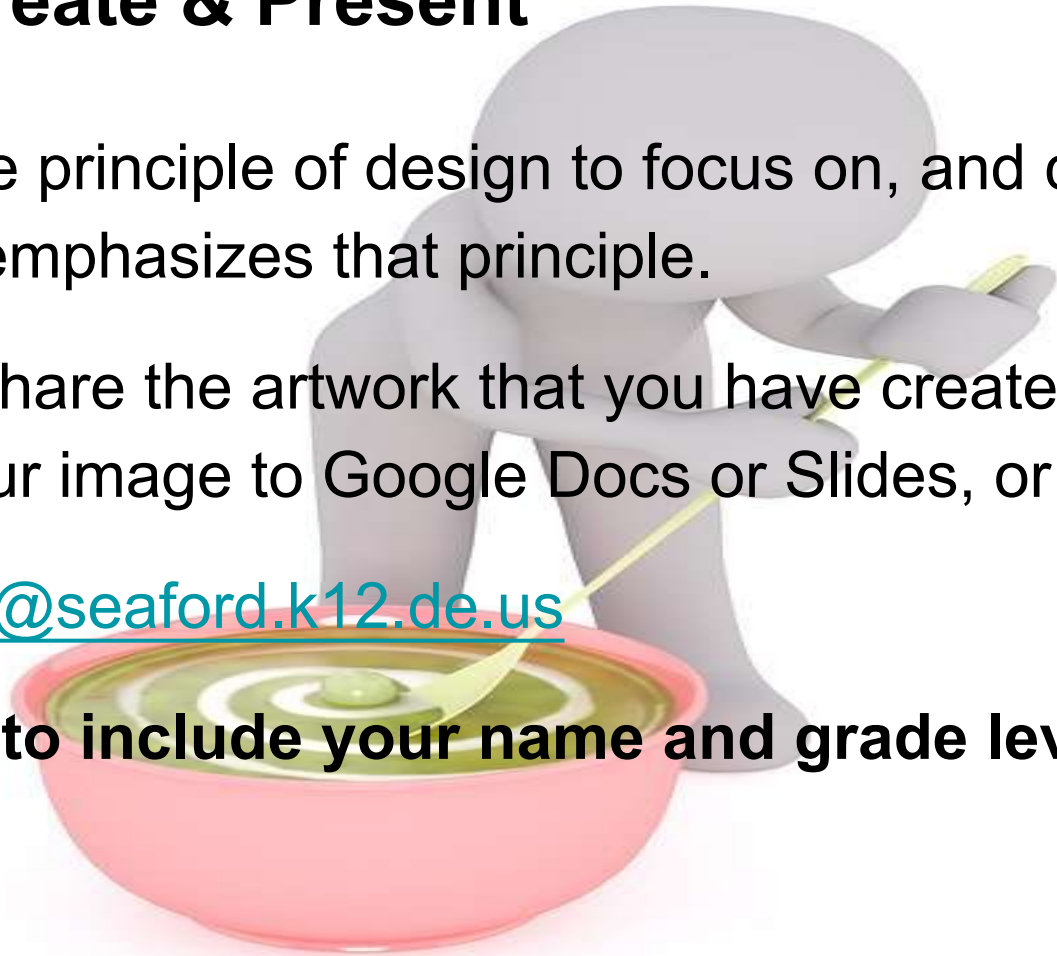 reate & Present
e principle of design to focus on, and c
emphasizes that principle.
hare the artwork that you have create
ur image to Google Docs or Slides, or
@seaford.k12.de.us
to include your name and grade lev